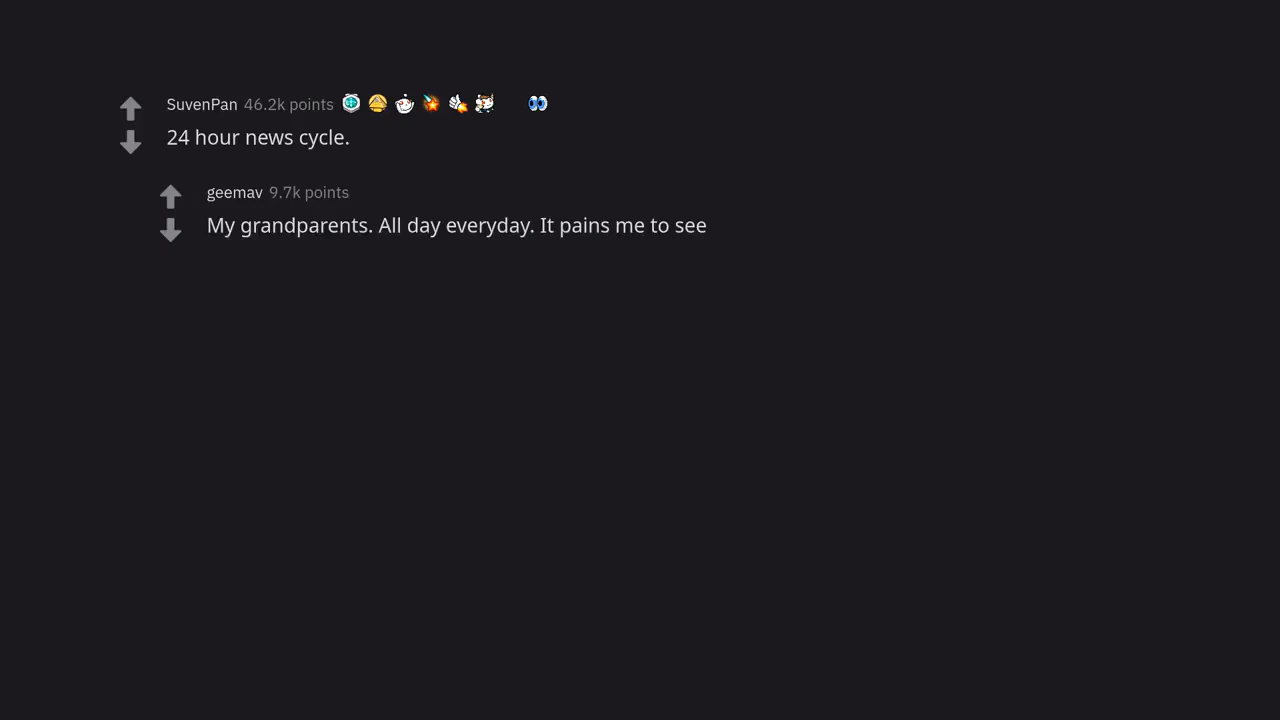 SuvenPan 46.2k points
24 hour news cycle.
geemav 9.7k points
My grandparents. All day everyday. It pains me to see